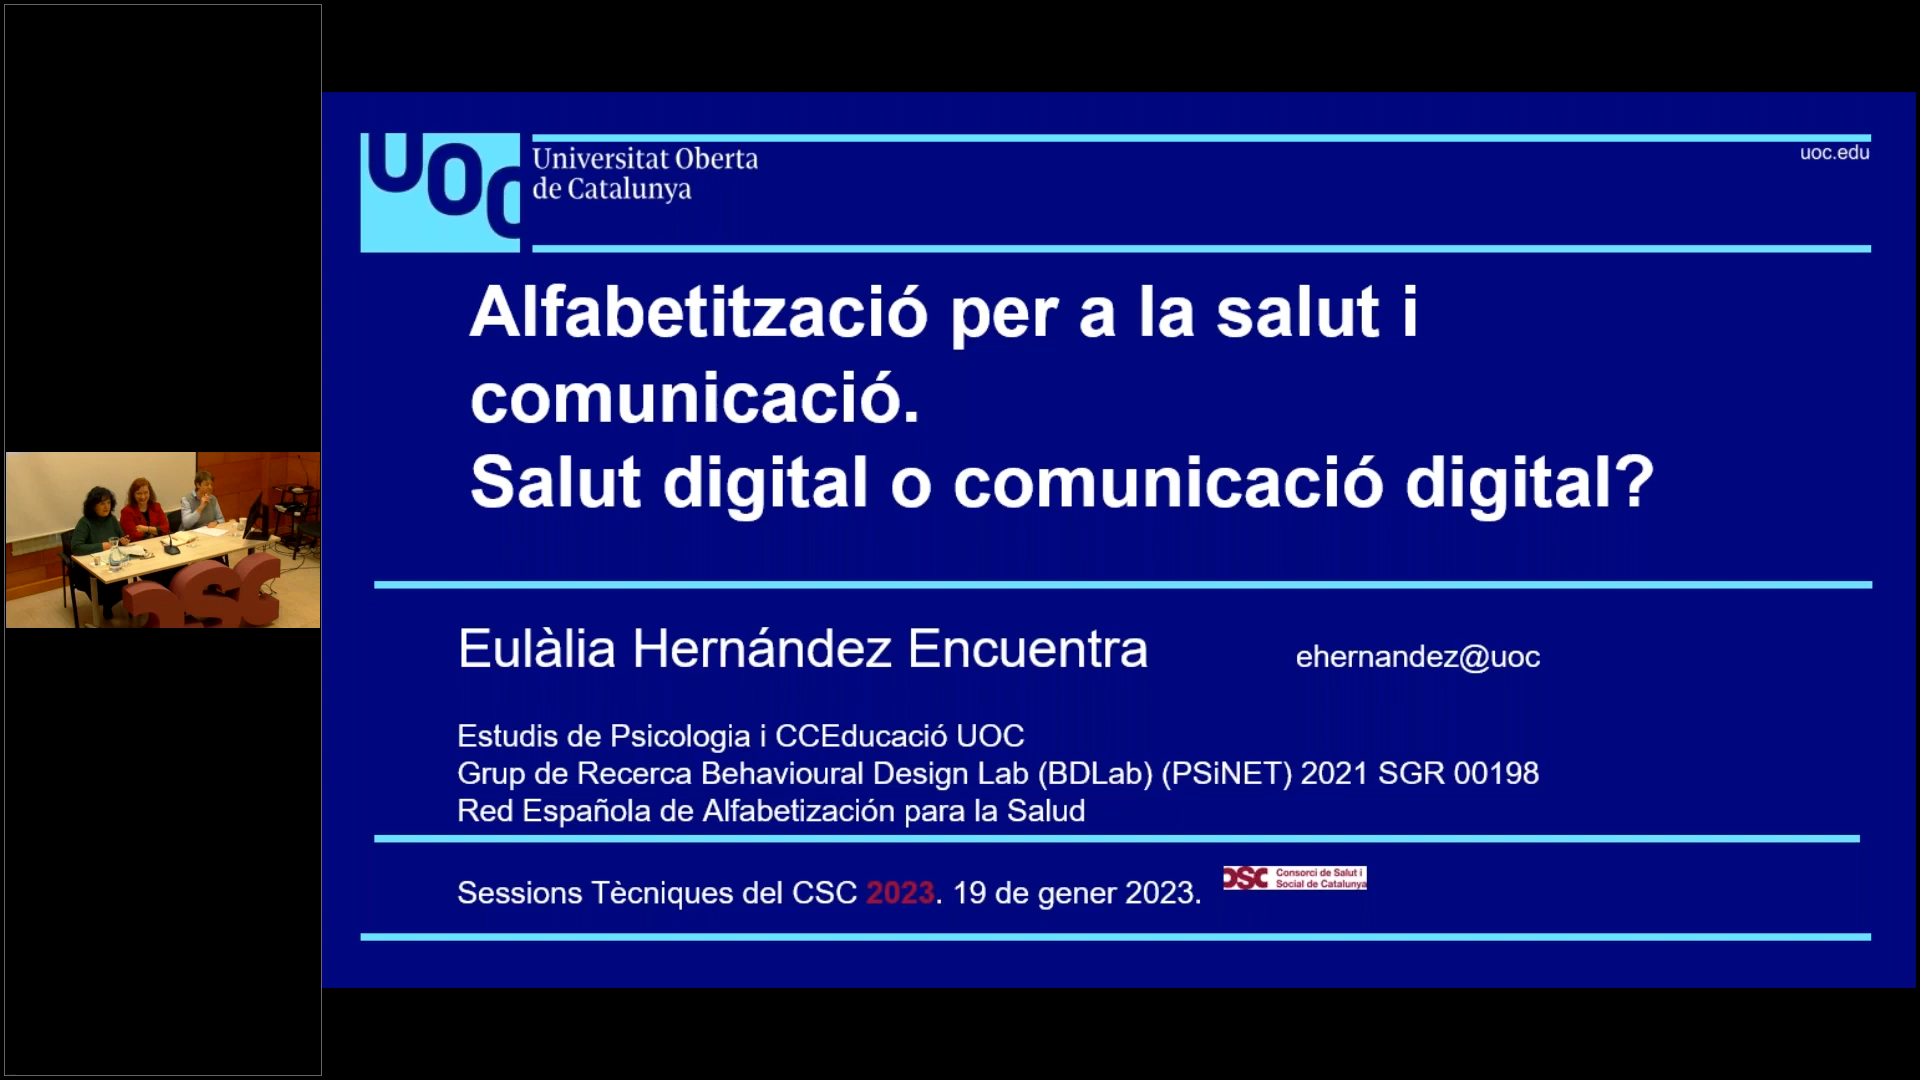 UOC
Universitat Oberta
de Catalunya
uoc.edu
Alfabetització per a la salut i
comunicació.
Salut digital o comunicació digital?
Eulàlia Hernández Encuentra
ehernandez@uoc
Estudis de Psicologia i CCEducació UOC
Grup de Recerca Behavioural Design Lab (BDLab) (PSiNET) 2021 SGR 00198
Red Española de Alfabetización para la Salud
Sessions Tècniques del CSC 2023. 19 de gener 2023.
CSC
Consorci de Salut i
Social de Catalunya
CSC